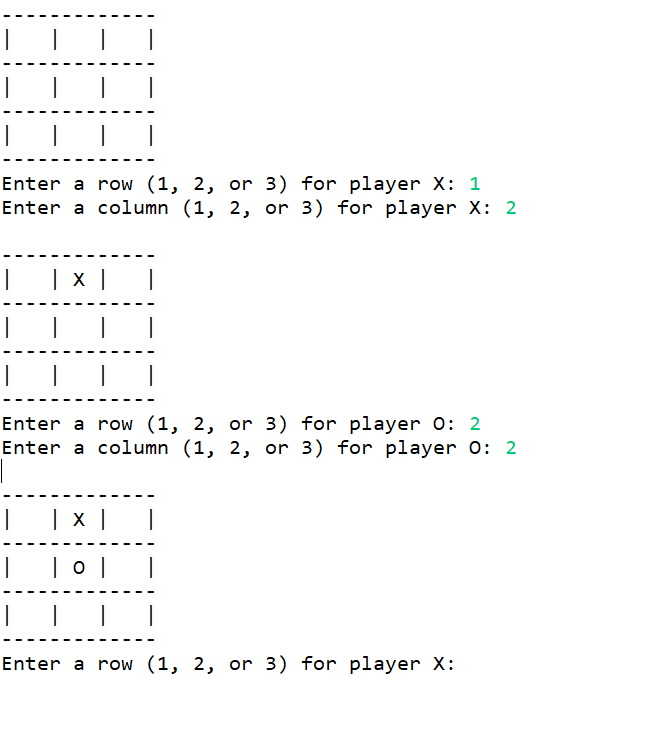 -------------
|   |   |   |
-------------
|   |   |   |
-------------
|   |   |   |
-------------
Enter a row (1, 2, or 3) for player X: 1
Enter a column (1, 2, or 3) for player X: 2

-------------
|   | X |   |
-------------
|   |   |   |
-------------
|   |   |   |
-------------
Enter a row (1, 2, or 3) for player O: 2
Enter a column (1, 2, or 3) for player O: 2

-------------
|   | X |   |
-------------
|   | O |   |
-------------
|   |   |   |
-------------
Enter a row (1, 2, or 3) for player X: